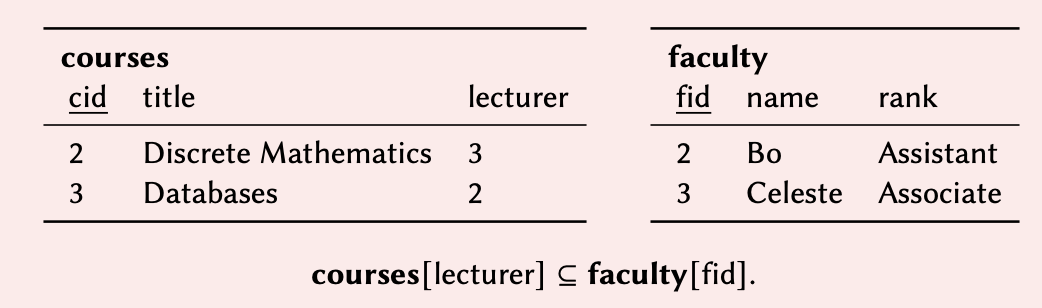 courses faculty
cid title lecturer fid name rank
2 Discrete Mathematics 3 2 Bo Assistant
3 Databases 2 3 Celeste Associate
courses[lecturer] ⊆ faculty[fid].